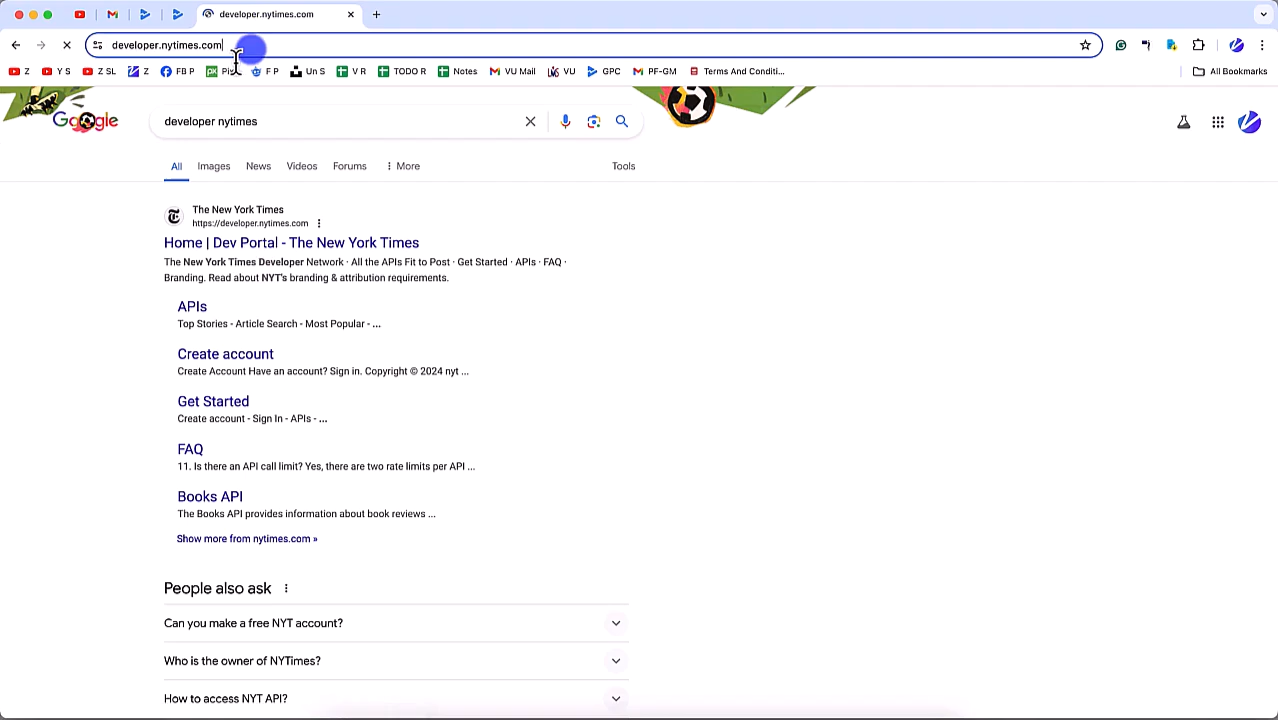 developer.nytimes.com
developer.nytimes.com
Z
Y S
Z SL
Z
FB P
F P
Un S
V R
TODO R
Notes
VU Mail
VU
GPC
PF-GM
Terms And Conditi...
All Bookmarks
Google
developer nytimes
All
Images
News
Videos
Forums
More
Tools
The New York Times
https://developer.nytimes.com
Home | Dev Portal - The New York Times
The New York Times Developer Network · All the APIs Fit to Post · Get Started · APIs · FAQ ·
Branding. Read about NYT's branding & attribution requirements.
APIs
Top Stories - Article Search - Most Popular - ...
Create account
Create Account Have an account? Sign in. Copyright © 2024 nyt ...
Get Started
Create account - Sign In - APIs - ...
FAQ
11. Is there an API call limit? Yes, there are two rate limits per API ...
Books API
The Books API provides information about book reviews ...
Show more from nytimes.com »
People also ask
Can you make a free NYT account?
Who is the owner of NYTimes?
How to access NYT API?